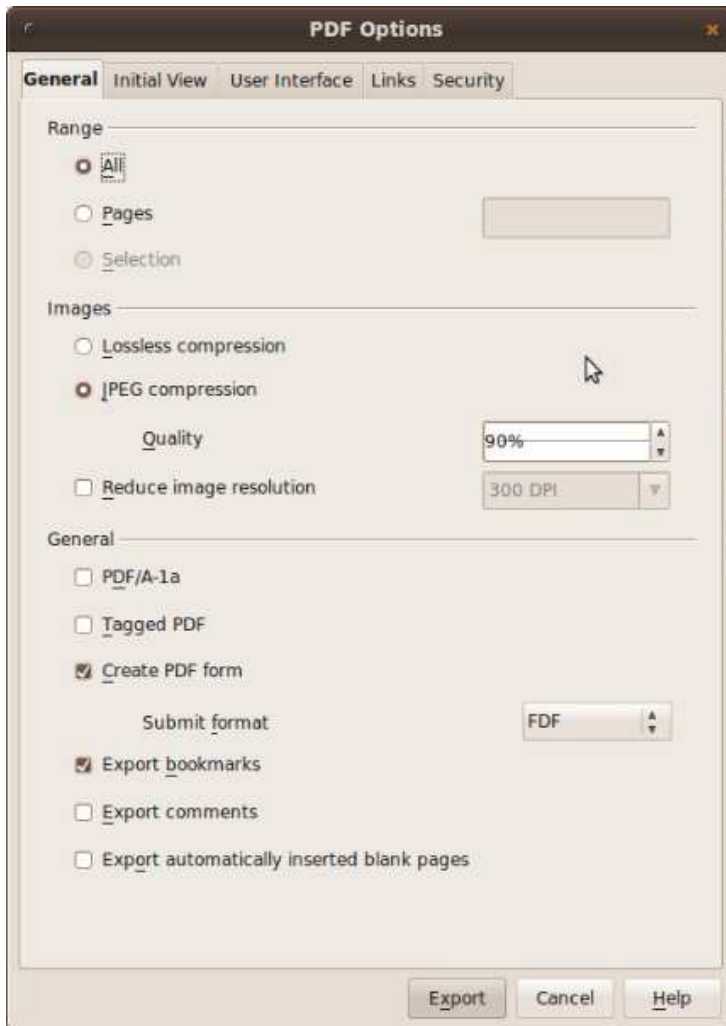 PDF Options
General Initial View User Interface Links Security
Range
All
Pages
Selection
Images
Lossless compression
JPEG compression
Quality 90%
Reduce image resolution 300 DPI
General
PDF/A-1a
Tagged PDF
Create PDF form
Submit format FDF
Export bookmarks
Export comments
Export automatically inserted blank pages
Export Cancel Help